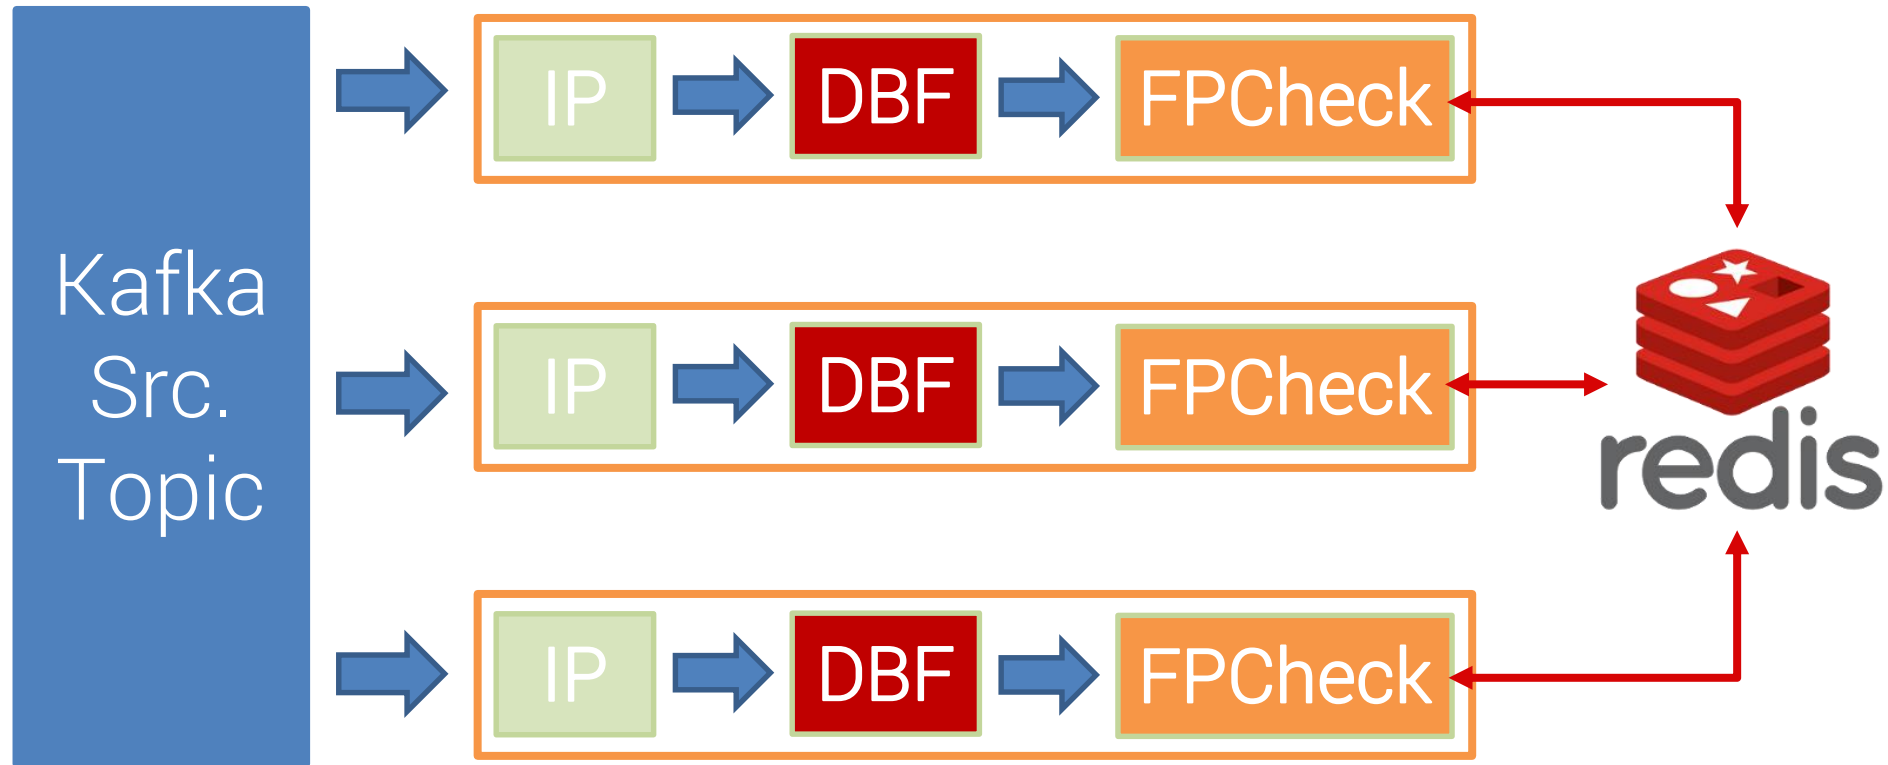 Kafka
Src.
Topic
IP
DBF
FPCheck
IP
DBF
FPCheck
redis
IP
DBF
FPCheck